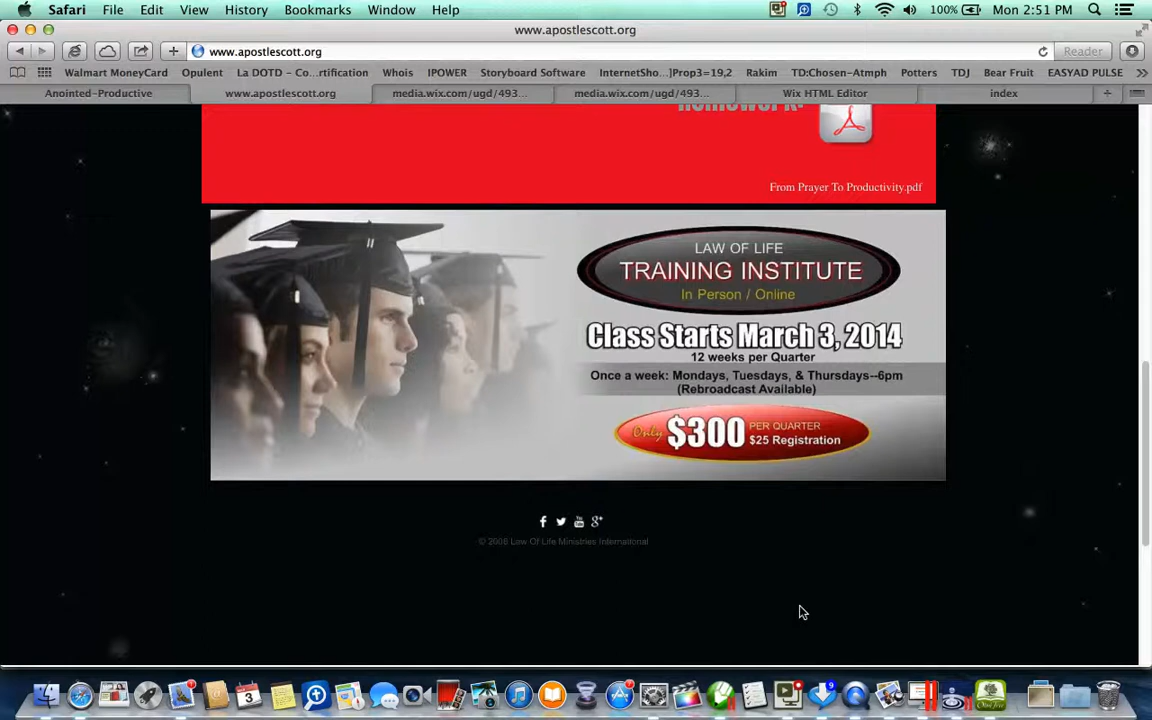 Safari File Edit View History Bookmarks Window Help 100% Mon 2:51 PM
www.apostlescott.org
www.apostlescott.org Reader
Walmart MoneyCard Opulent La DOTD - Co...rtification Whois IPOWER Storyboard Software InternetSho...]Prop3=19,2 Rakim TD:Chosen-Atmph Potters TDJ Bear Fruit EASYAD PULSE
Anointed-Productive www.apostlescott.org media.wix.com/ugd/493... media.wix.com/ugd/493... Wix HTML Editor index
From Prayer To Productivity.pdf
LAW OF LIFE
TRAINING INSTITUTE
In Person / Online
Class Starts March 3, 2014
12 weeks per Quarter
Once a week: Mondays, Tuesdays, & Thursdays--6pm
(Rebroadcast Available)
Only $300 PER QUARTER
$25 Registration
© 2008 Law Of Life Ministries International